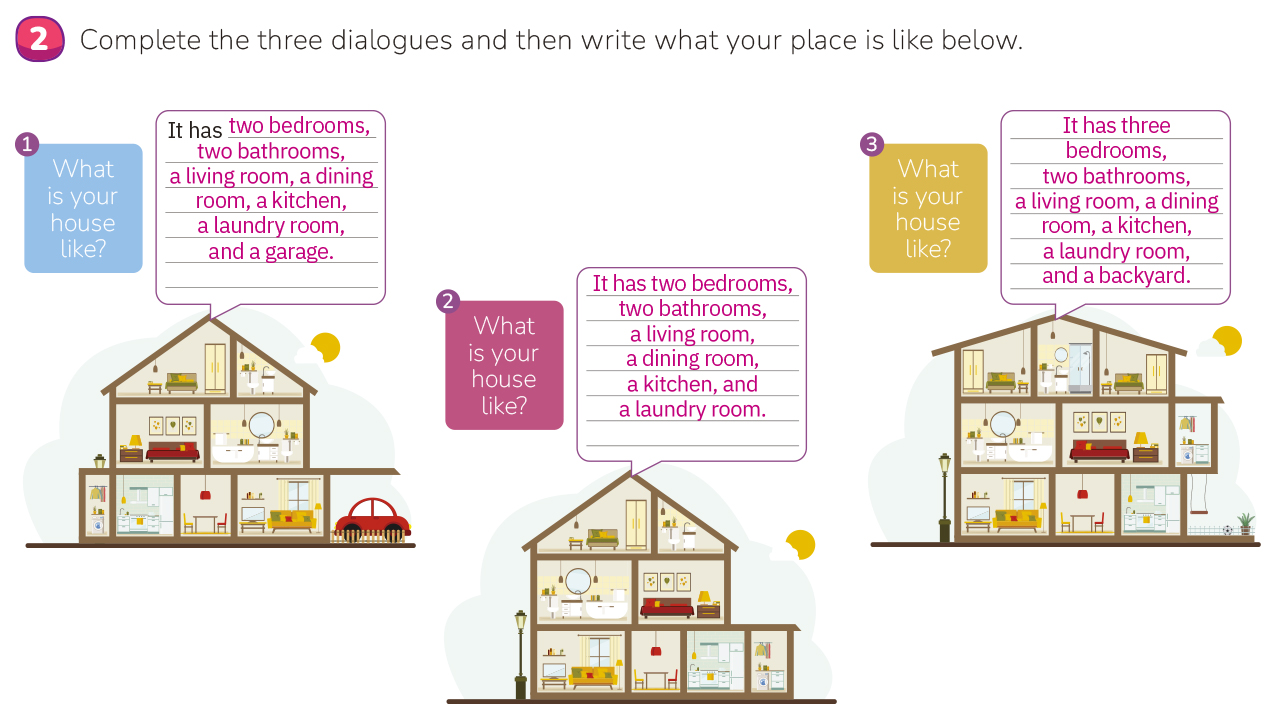 2 Complete the three dialogues and then write what your place is like below.
1
What
is your
house
like?
It has two bedrooms,
two bathrooms,
a living room, a dining
room, a kitchen,
a laundry room,
and a garage.
2
What
is your
house
like?
It has two bedrooms,
two bathrooms,
a living room,
a dining room,
a kitchen, and
a laundry room.
3
What
is your
house
like?
It has three
bedrooms,
two bathrooms,
a living room, a dining
room, a kitchen,
a laundry room,
and a backyard.